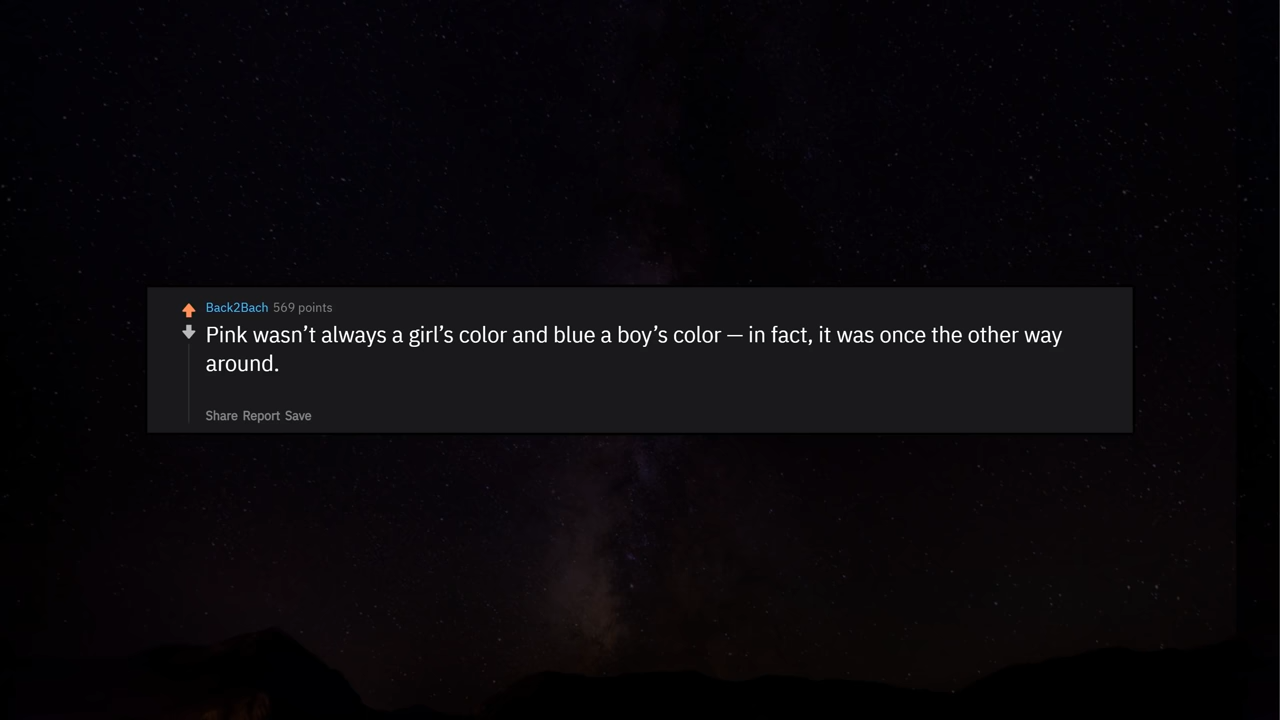 Back2Bach 569 points
Pink wasn’t always a girl’s color and blue a boy’s color — in fact, it was once the other way
around.
Share Report Save